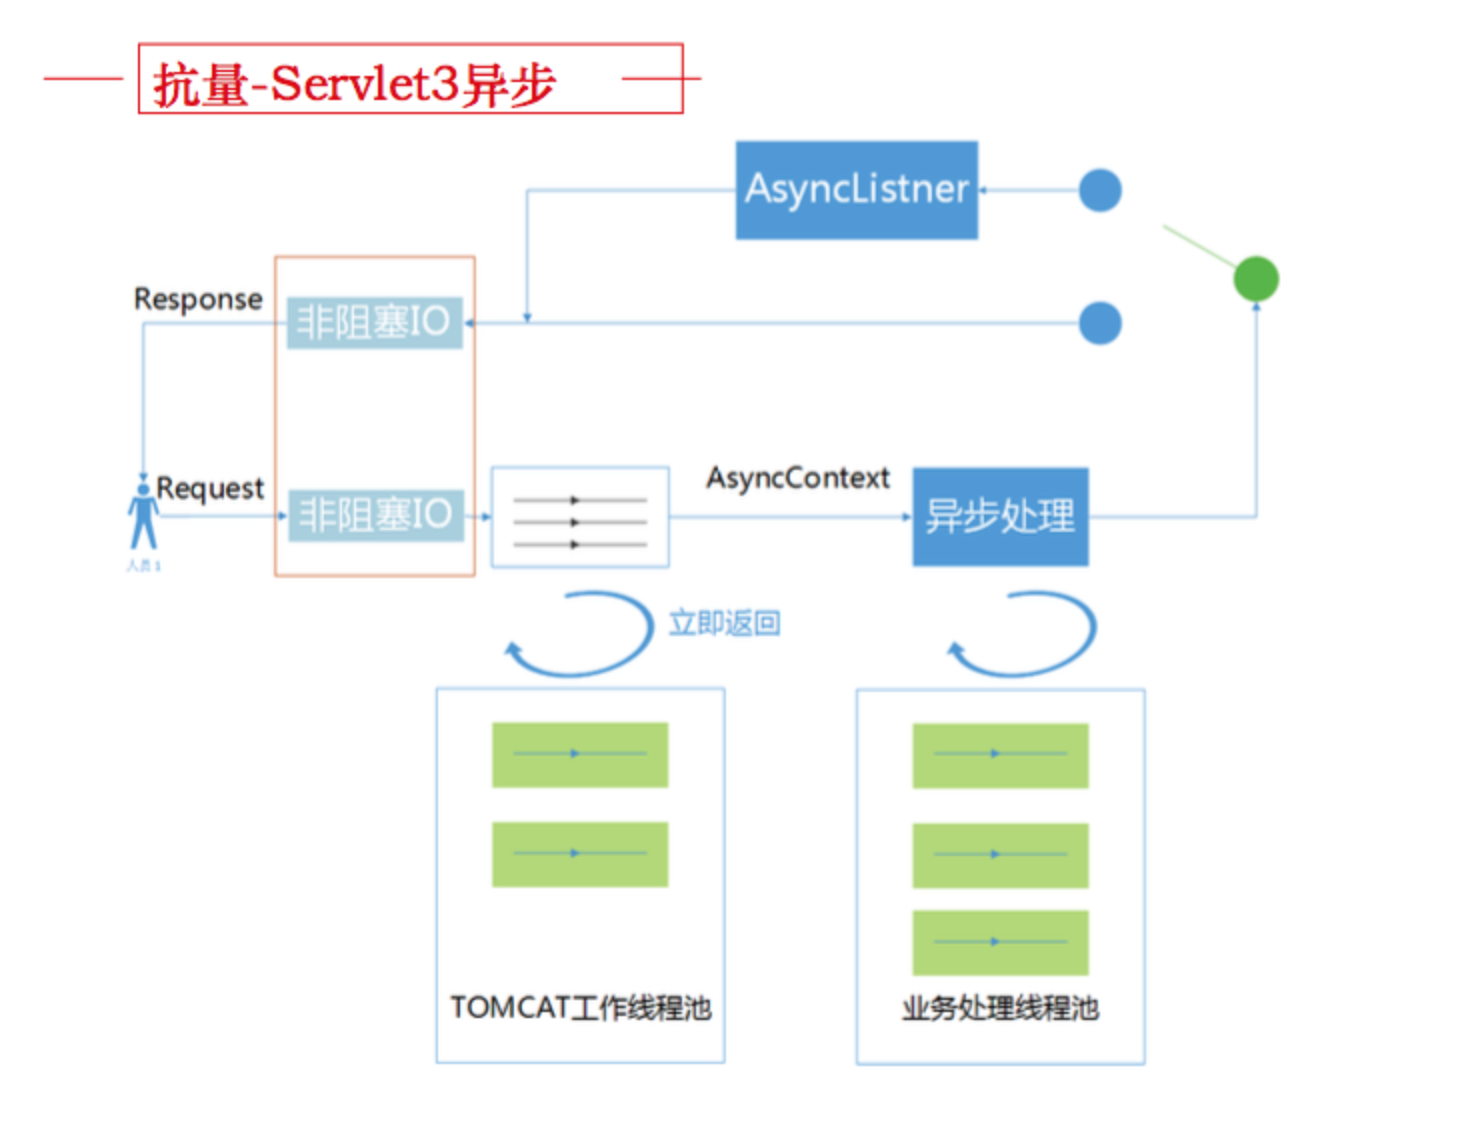 抗量-Servlet3异步
AsyncListner
Response
非阻塞IO
Request
非阻塞IO
AsyncContext
异步处理
人员 1
立即返回
TOMCAT工作线程池
业务处理线程池